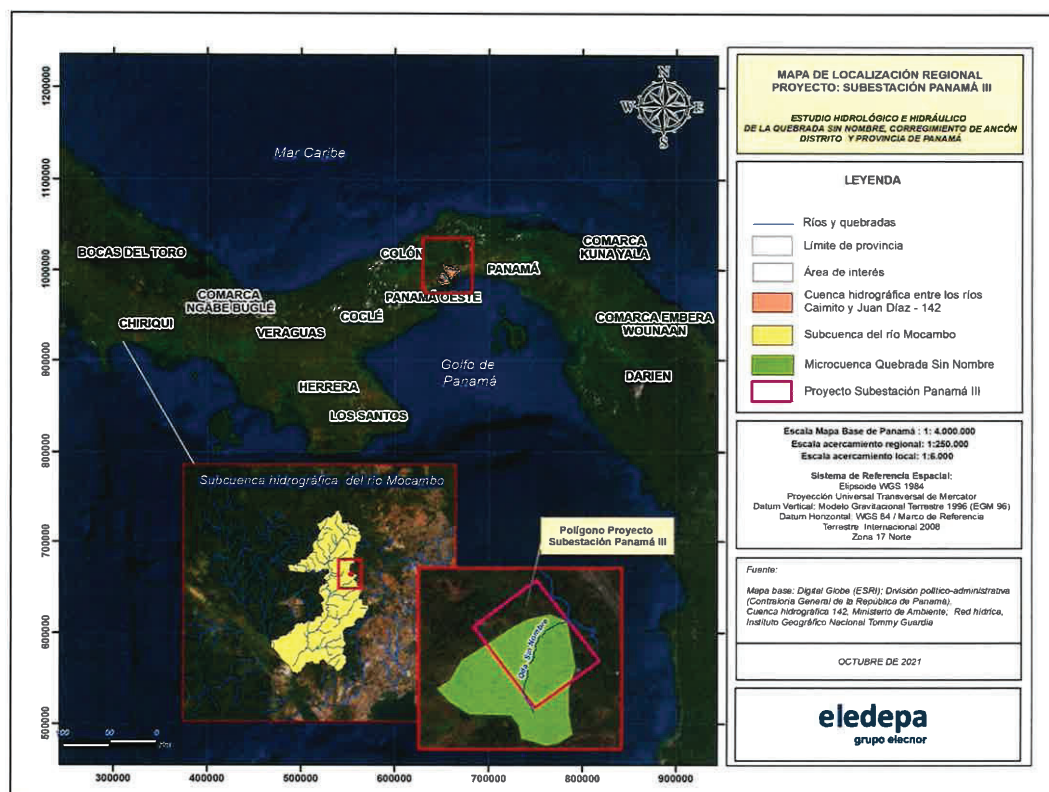 1200000
1100000
1000000
900000
800000
700000
600000
500000
300000
400000
500000
600000
700000
800000
900000
N
W
E
S
Mar Caribe
BOCAS DEL TORO
COMARCA
NGÄBE BUGLÉ
CHIRIQUI
VERAGUAS
COCLÉ
COLÓN
PANAMÁ OESTE
PANAMÁ
COMARCA
KUNA YALA
COMARCA EMBERA
WOUNAAN
DARIEN
HERRERA
LOS SANTOS
Golfo de
Panamá
Subcuenca hidrográfica del río Mocambo
Polígono Proyecto
Subestación Panamá III
Qda. Sin Nombre
MAPA DE LOCALIZACIÓN REGIONAL
PROYECTO: SUBESTACIÓN PANAMÁ III
ESTUDIO HIDROLÓGICO E HIDRÁULICO
DE LA QUEBRADA SIN NOMBRE, CORREGIMIENTO DE ANCÓN
DISTRITO Y PROVINCIA DE PANAMÁ
LEYENDA
Ríos y quebradas
Límite de provincia
Área de interés
Cuenca hidrográfica entre los ríos
Caimito y Juan Díaz - 142
Subcuenca del río Mocambo
Microcuenca Quebrada Sin Nombre
Proyecto Subestación Panamá III
Escala Mapa Base de Panamá : 1: 4.000.000
Escala acercamiento regional: 1:250.000
Escala acercamiento local: 1:6.000
Sistema de Referencia Espacial:
Elipsoide WGS 1984
Proyección Universal Transversal de Mercator
Datum Vertical: Modelo Gravitacional Terrestre 1996 (EGM 96)
Datum Horizontal: WGS 84 / Marco de Referencia
Terrestre Internacional 2008
Zona 17 Norte
Fuente:
Mapa base: Digital Globe (ESRI); División político-administrativa
(Contraloria General de la República de Panamá).
Cuenca hidrográfica 142, Ministerio de Ambiente; Red hídrica,
Instituto Geográfico Nacional Tommy Guardia
OCTUBRE DE 2021
eledepa
grupo elecnor